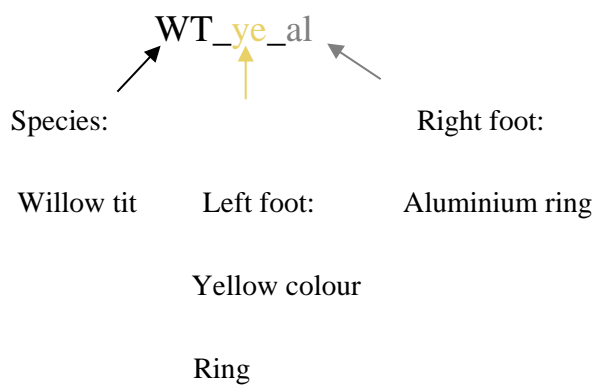 WT_ye_al
Species: Right foot:
Willow tit Left foot: Aluminium ring
Yellow colour
Ring